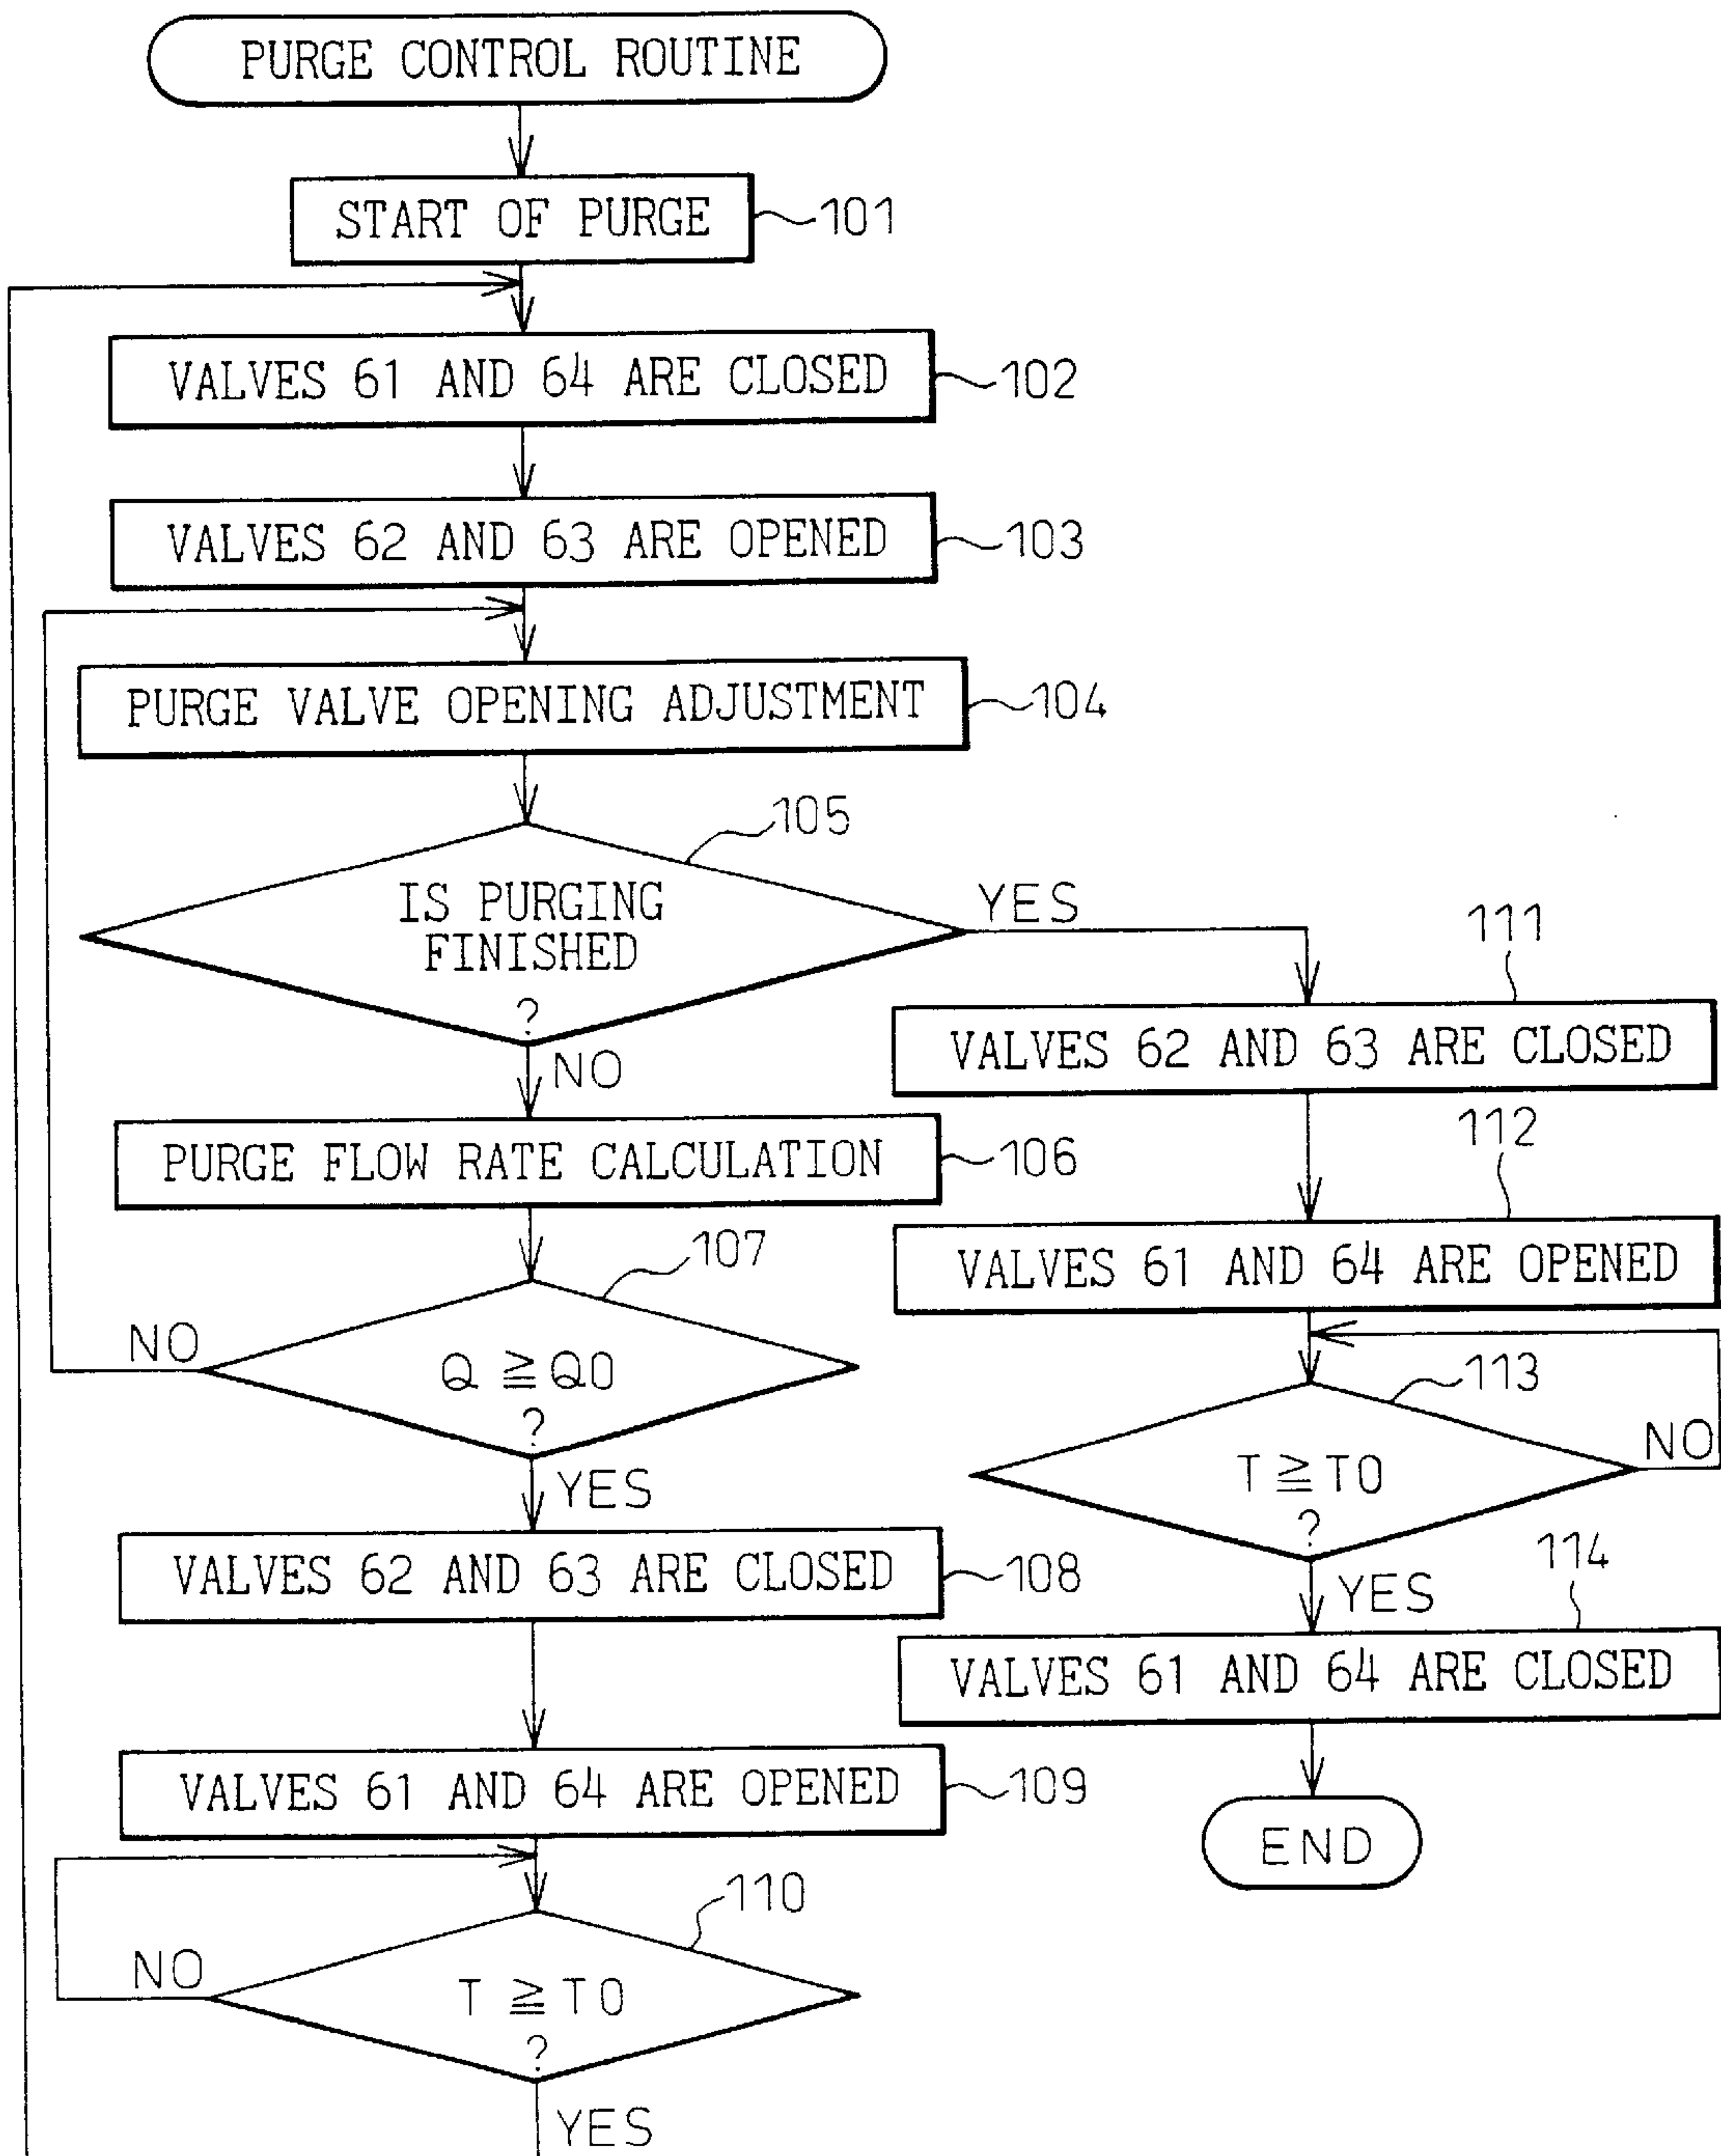 PURGE CONTROL ROUTINE
START OF PURGE
101
VALVES 61 AND 64 ARE CLOSED
102
VALVES 62 AND 63 ARE OPENED
103
PURGE VALVE OPENING ADJUSTMENT
104
105
IS PURGING
FINISHED
?
YES
NO
PURGE FLOW RATE CALCULATION
106
107
Q ≧ Q0
?
NO
YES
VALVES 62 AND 63 ARE CLOSED
108
VALVES 61 AND 64 ARE OPENED
109
110
T ≧ T0
?
NO
YES
111
VALVES 62 AND 63 ARE CLOSED
112
VALVES 61 AND 64 ARE OPENED
113
T ≧ T0
?
NO
YES
114
VALVES 61 AND 64 ARE CLOSED
END